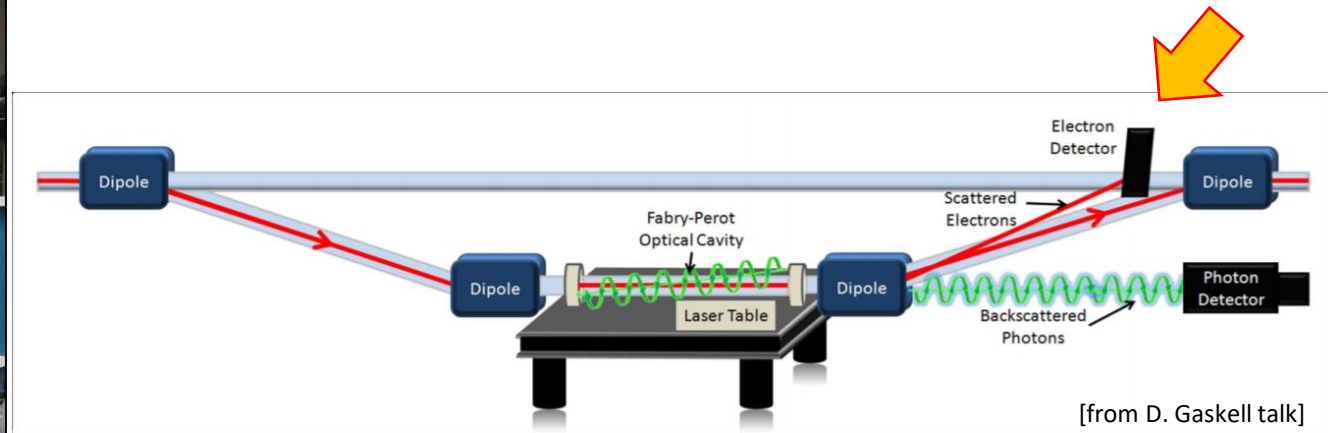 Electron
Detector
Dipole
Dipole
Scattered
Electrons
Fabry-Perot
Optical Cavity
Dipole
Dipole
Photon
Detector
Laser Table
Backscattered
Photons
[from D. Gaskell talk]